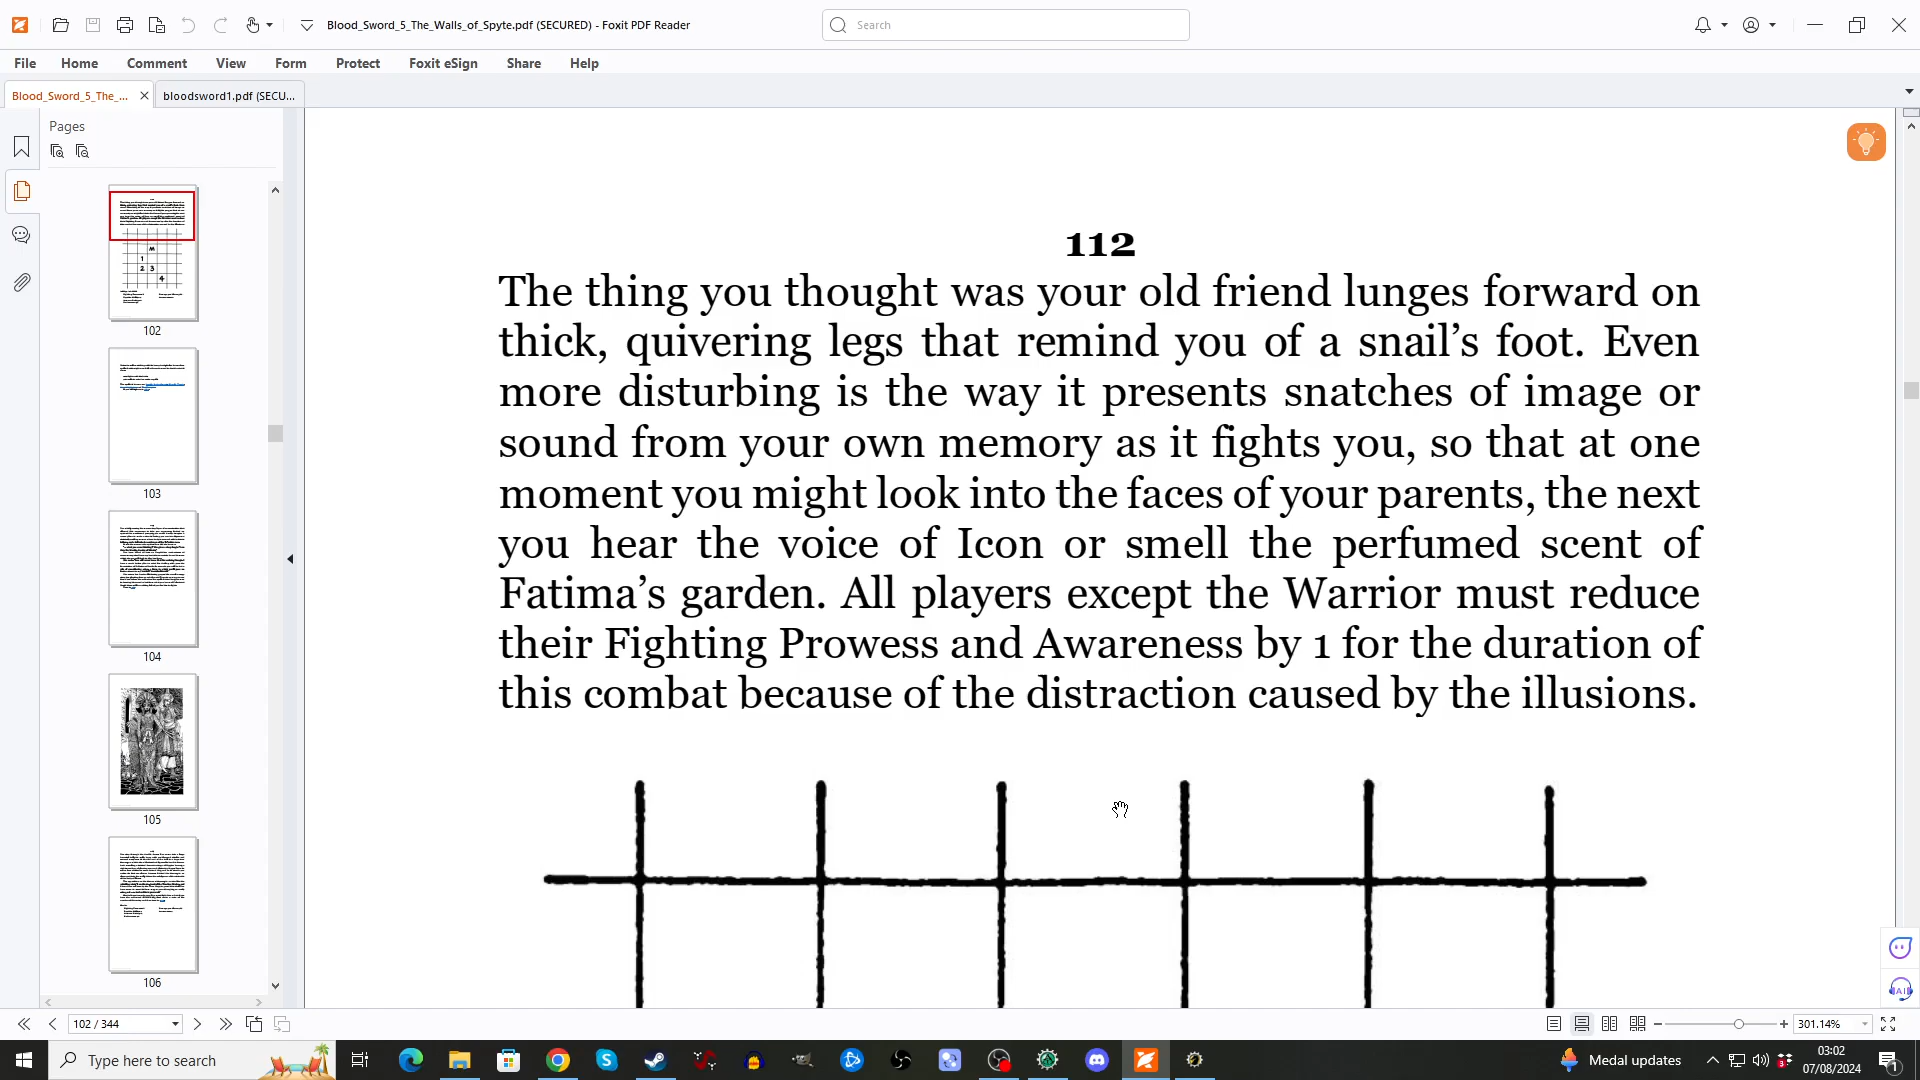 Blood_Sword_5_The_Walls_of_Spyte.pdf (SECURED) - Foxit PDF Reader
Search
File Home Comment View Form Protect Foxit eSign Share Help
Blood_Sword_5_The_... bloodsword1.pdf (SECU...
Pages
102
103
104
105
106
112
The thing you thought was your old friend lunges forward on
thick, quivering legs that remind you of a snail’s foot. Even
more disturbing is the way it presents snatches of image or
sound from your own memory as it fights you, so that at one
moment you might look into the faces of your parents, the next
you hear the voice of Icon or smell the perfumed scent of
Fatima’s garden. All players except the Warrior must reduce
their Fighting Prowess and Awareness by 1 for the duration of
this combat because of the distraction caused by the illusions.
102 / 344
301.14%
Type here to search
Medal updates
03:02
07/08/2024